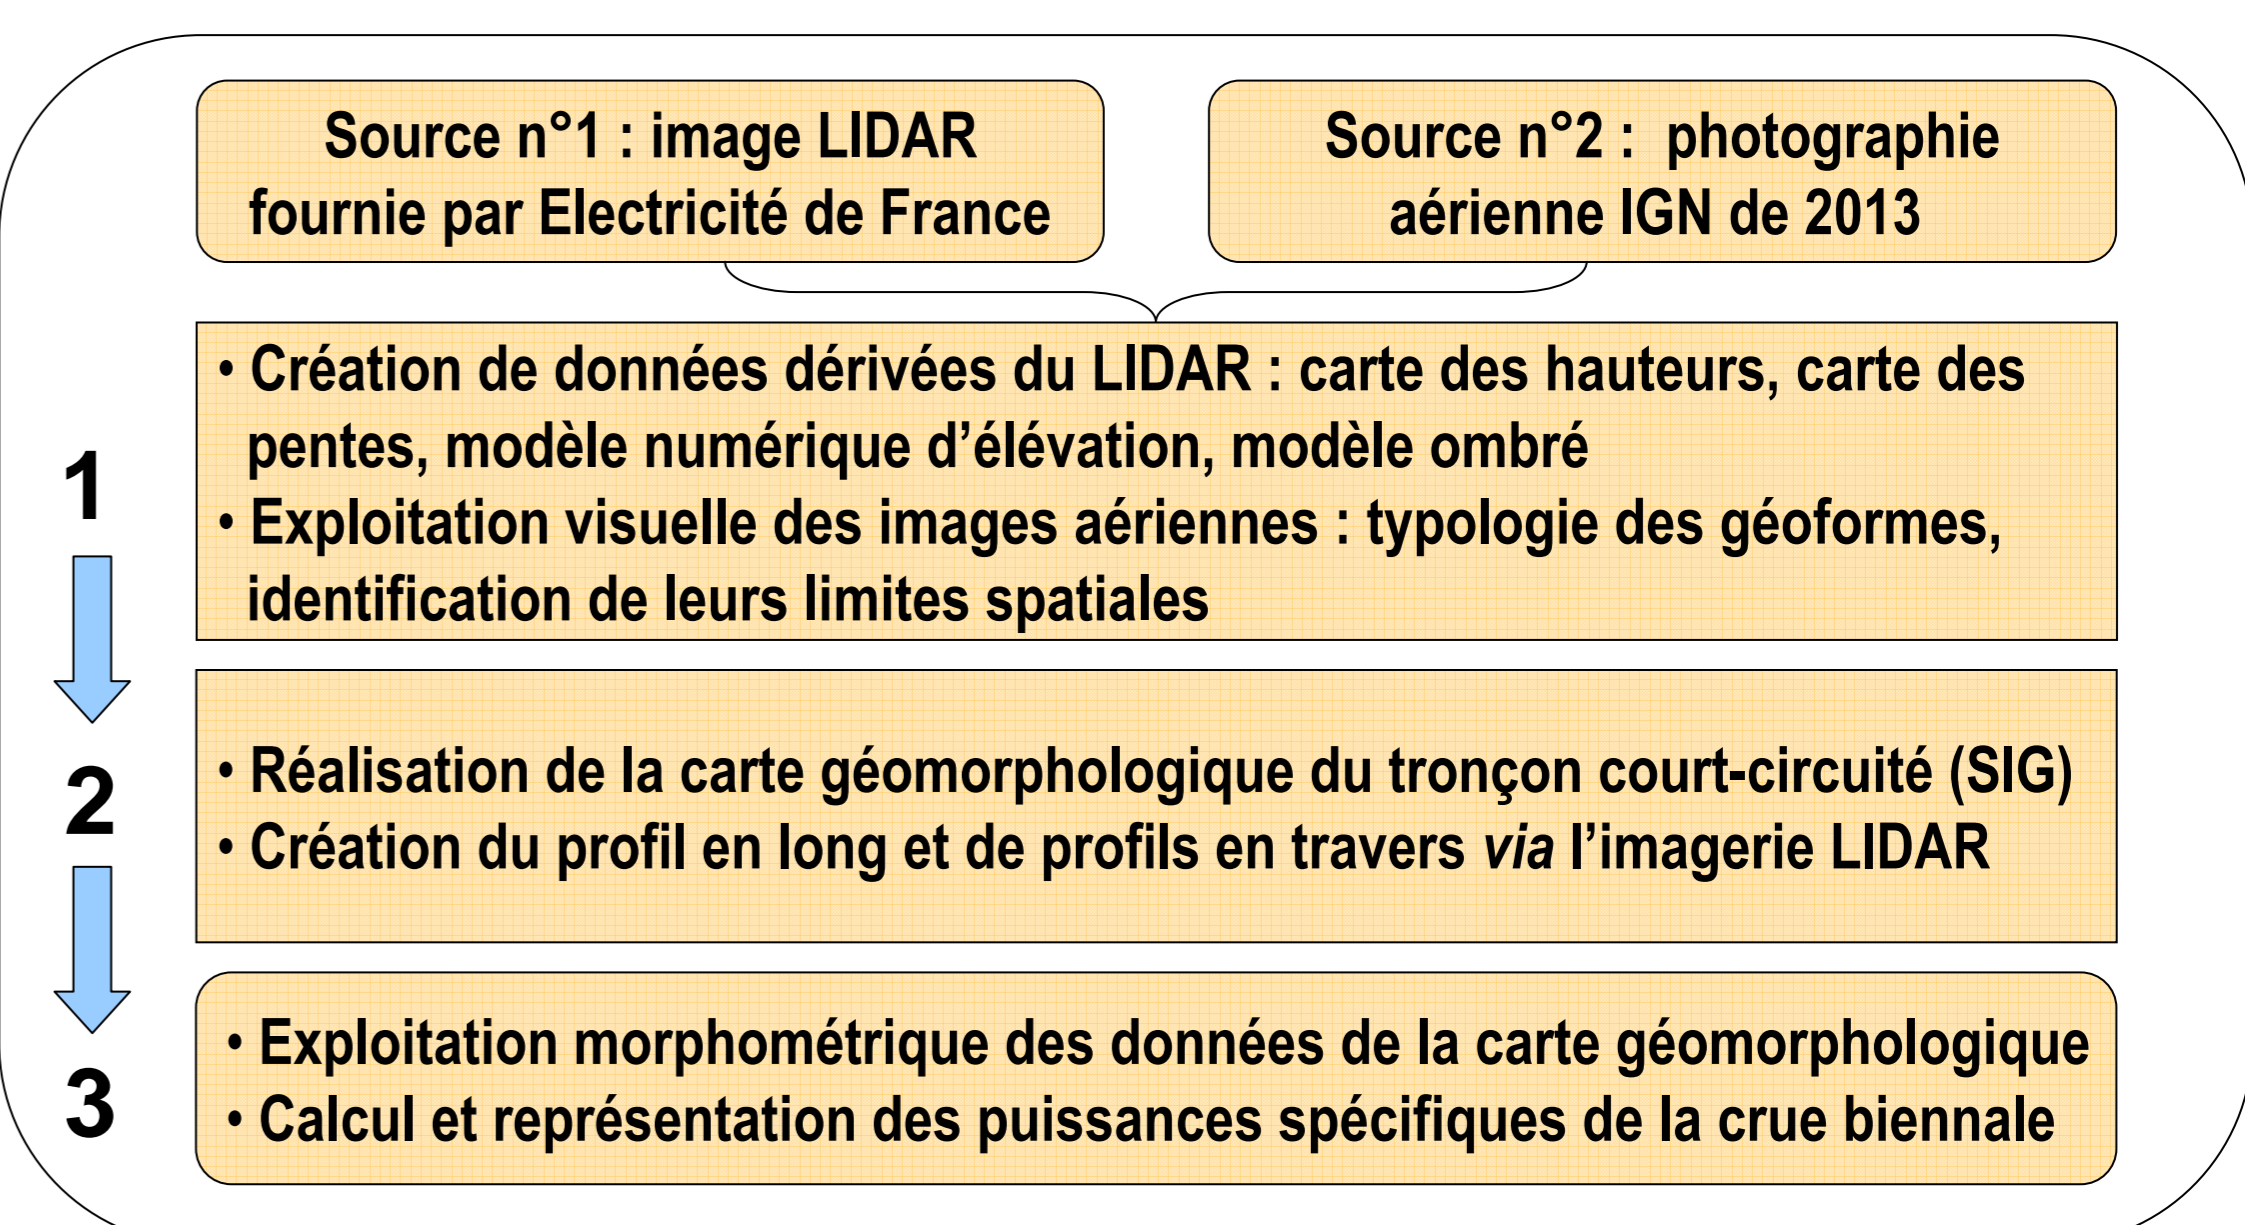 Source n°1 : image LIDAR
fournie par Electricité de France
Source n°2 :  photographie
aérienne IGN de 2013
1
• Création de données dérivées du LIDAR : carte des hauteurs, carte des
pentes, modèle numérique d’élévation, modèle ombré
• Exploitation visuelle des images aériennes : typologie des géoformes,
identification de leurs limites spatiales
2
• Réalisation de la carte géomorphologique du tronçon court-circuité (SIG)
• Création du profil en long et de profils en travers via l’imagerie LIDAR
3
• Exploitation morphométrique des données de la carte géomorphologique
• Calcul et représentation des puissances spécifiques de la crue biennale